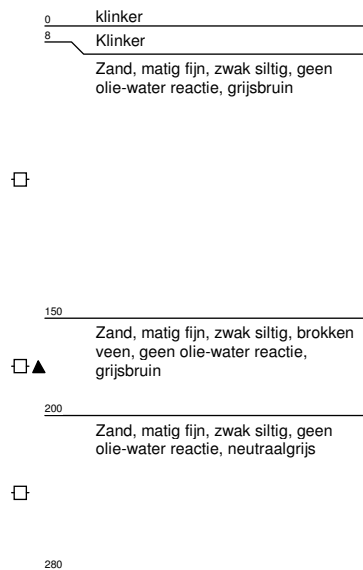 klinker
0
8
Klinker
Zand, matig fijn, zwak siltig, geen
olie-water reactie, grijsbruin
150
Zand, matig fijn, zwak siltig, brokken
veen, geen olie-water reactie,
grijsbruin
200
Zand, matig fijn, zwak siltig, geen
olie-water reactie, neutraalgrijs
280